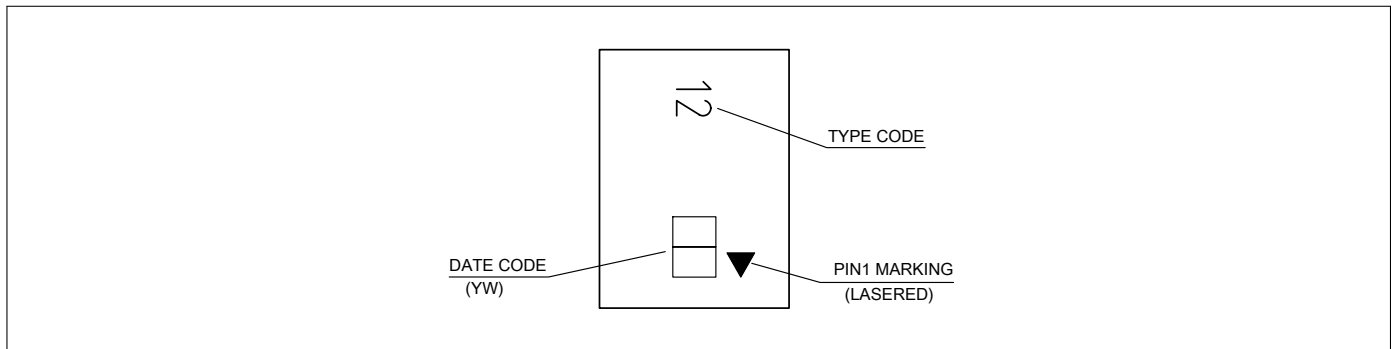 12
TYPE CODE
DATE CODE
(YW)
PIN1 MARKING
(LASERED)